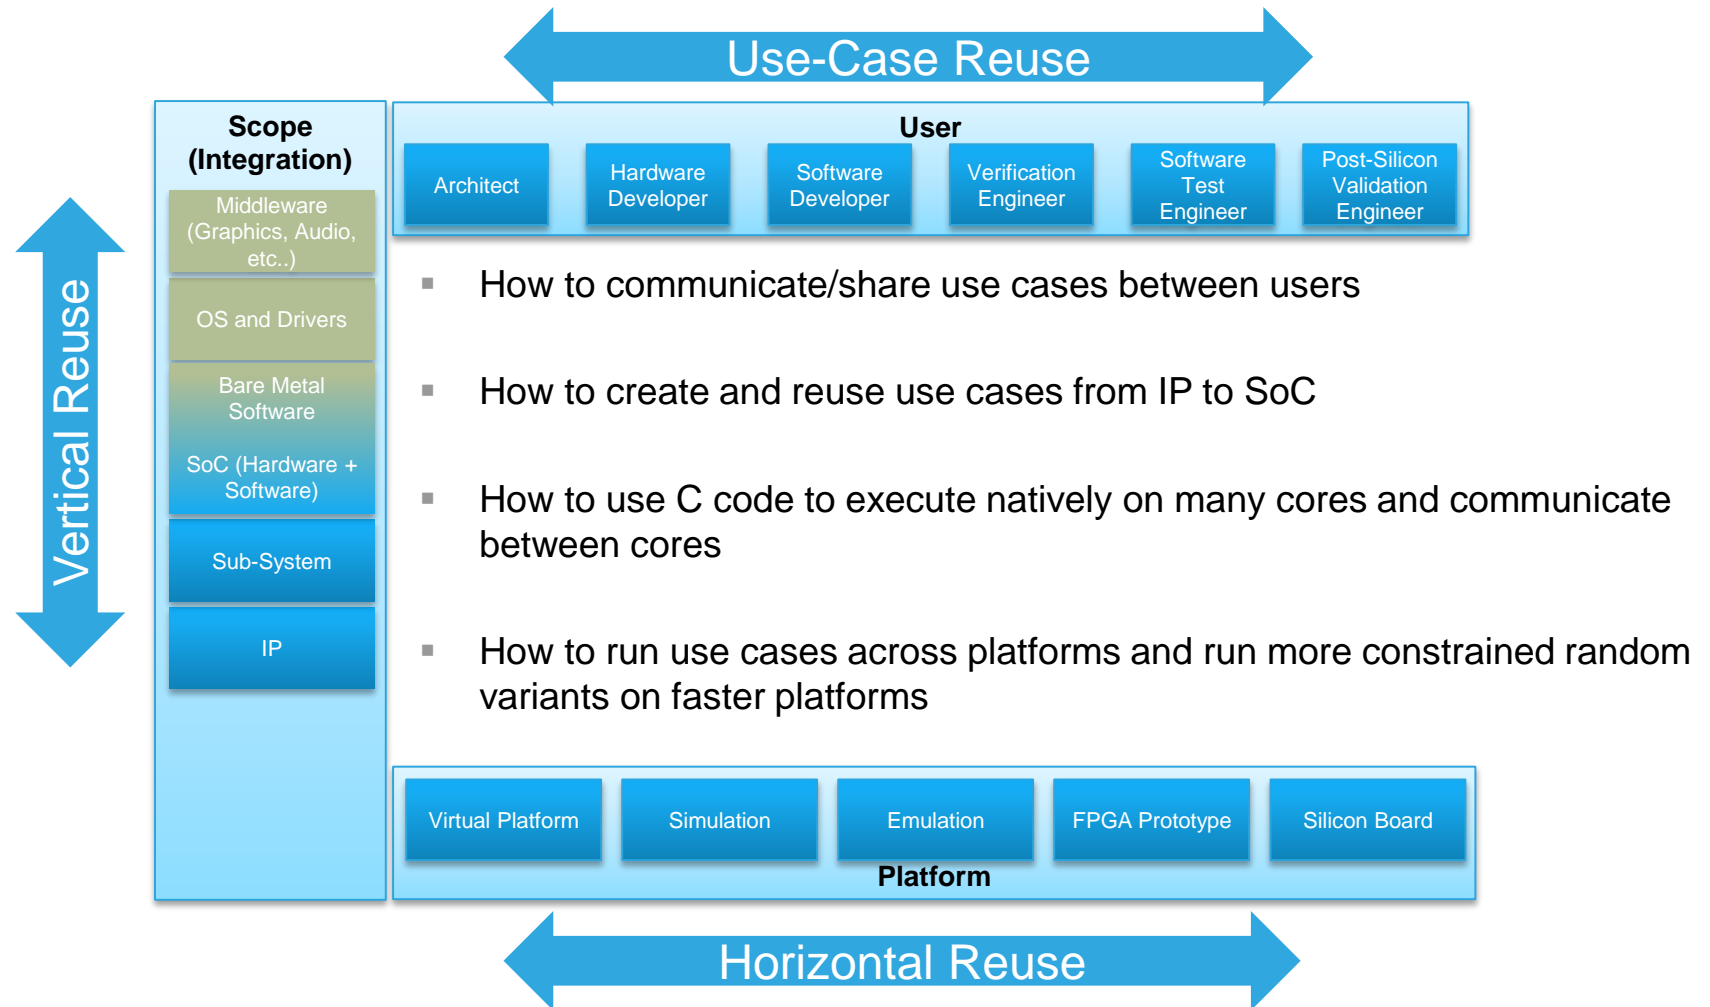 Use-Case Reuse
Scope
(Integration)
User
Architect
Hardware
Developer
Software
Developer
Verification
Engineer
Software
Test
Engineer
Post-Silicon
Validation
Engineer
Vertical Reuse
Middleware
(Graphics, Audio,
etc..)
OS and Drivers
Bare Metal
Software
SoC (Hardware +
Software)
Sub-System
IP
How to communicate/share use cases between users
How to create and reuse use cases from IP to SoC
How to use C code to execute natively on many cores and communicate
between cores
How to run use cases across platforms and run more constrained random
variants on faster platforms
Virtual Platform
Simulation
Emulation
FPGA Prototype
Silicon Board
Platform
Horizontal Reuse